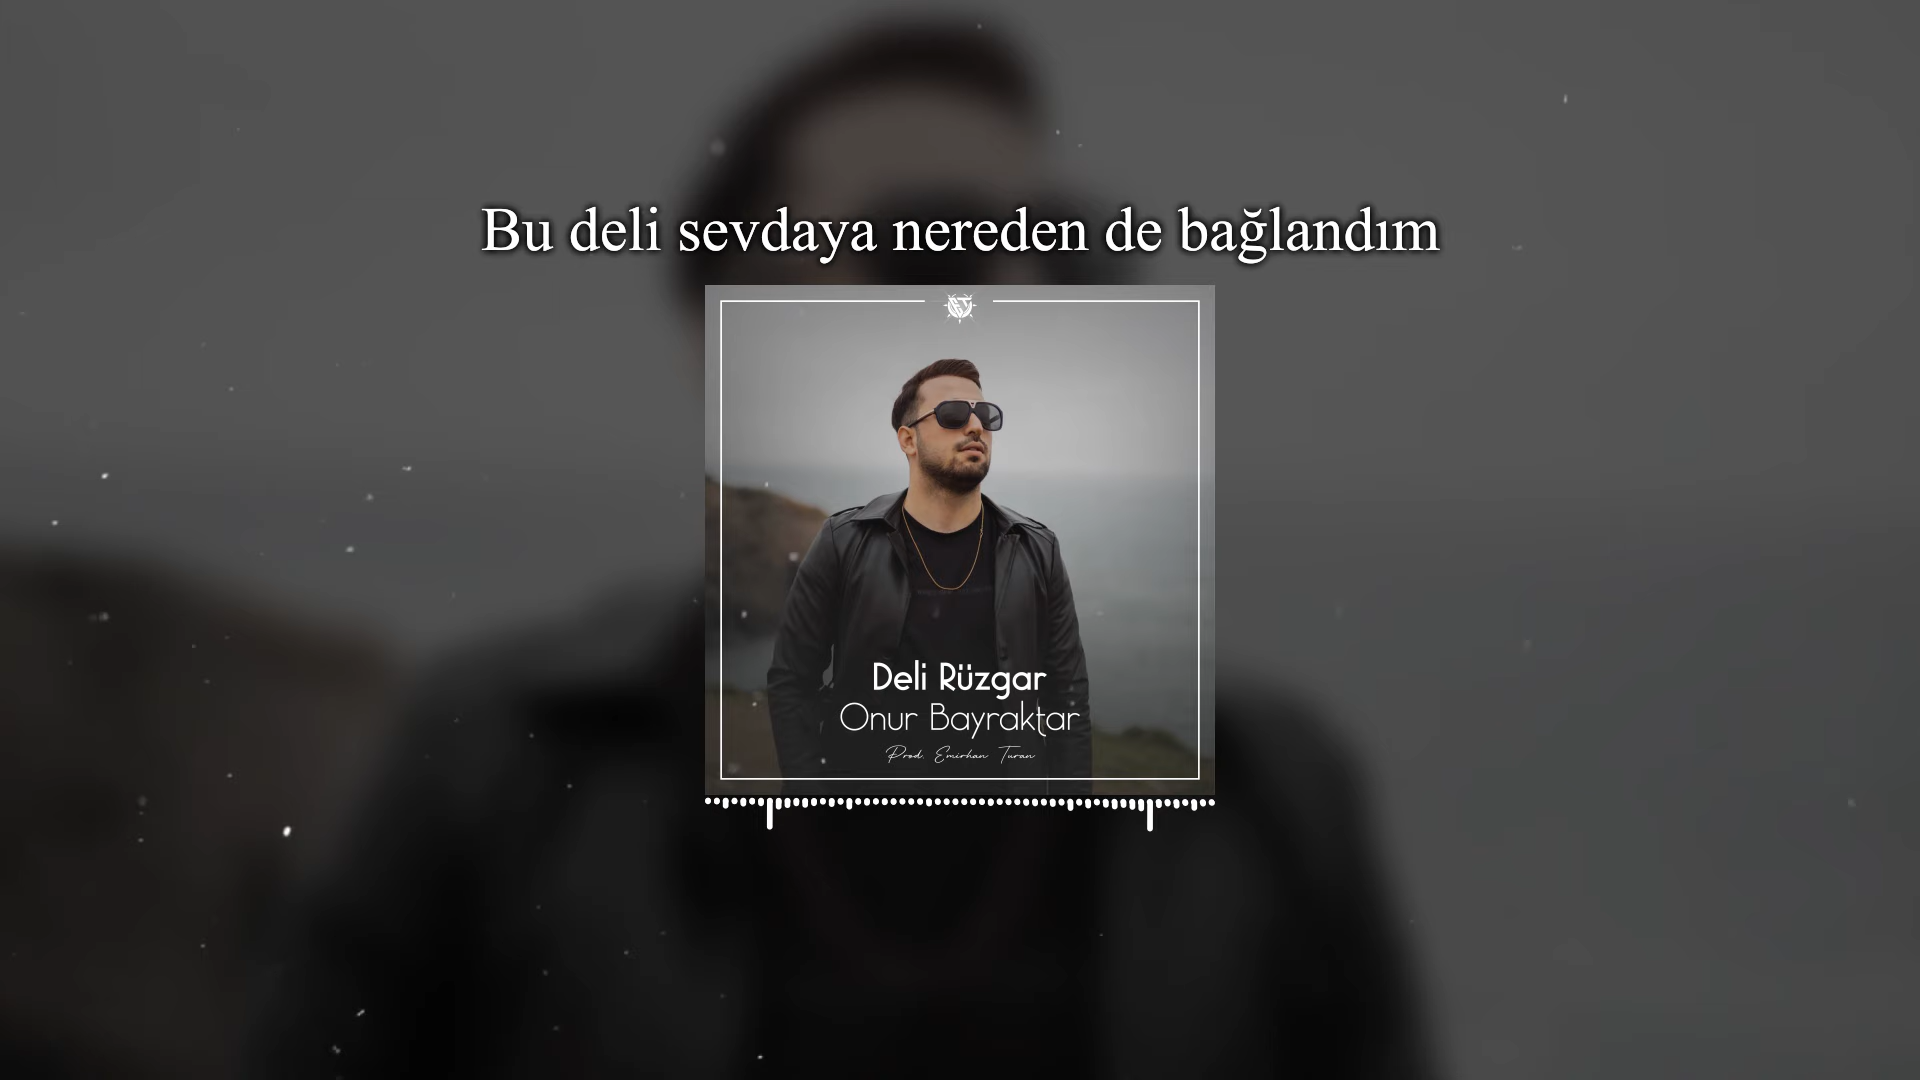 Bu deli sevdaya nereden de bağlandım
Deli Rüzgar
Onur Bayraktar
Prod. Emirhan Turan